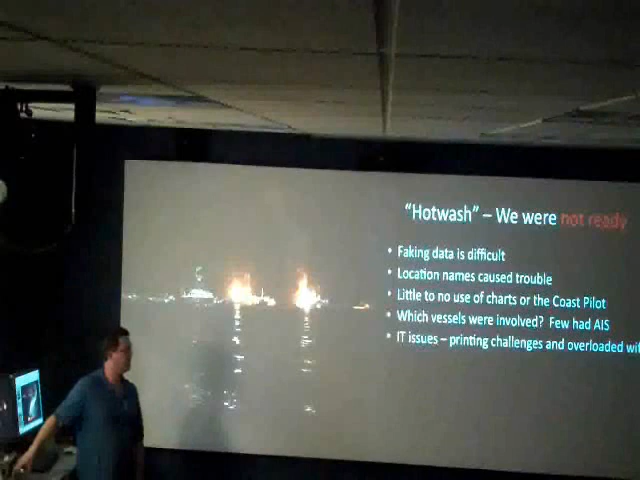 “Hotwash” – We were not ready
• Faking data is difficult
• Location names caused trouble
• Little to no use of charts or the Coast Pilot
• Which vessels were involved? Few had AIS
• IT issues – printing challenges and overloaded wif